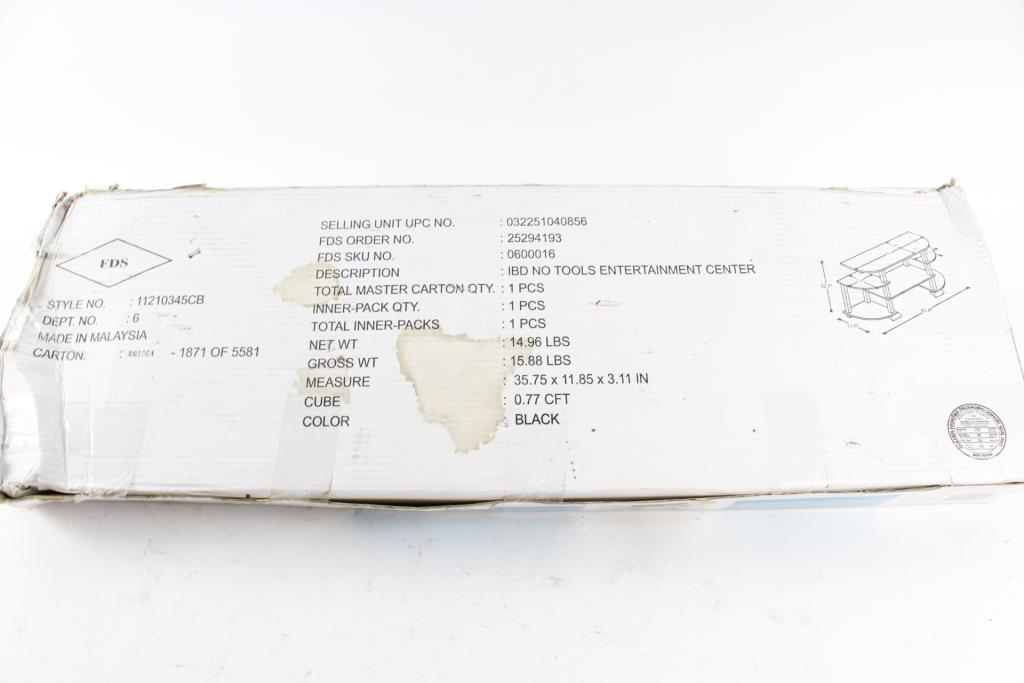 FDS
STYLE NO. : 11210345CB
DEPT. NO. : 6
MADE IN MALAYSIA
CARTON. : - 1871 OF 5581
SELLING UNIT UPC NO. : 032251040856
FDS ORDER NO. : 25294193
FDS SKU NO. : 0600016
DESCRIPTION : IBD NO TOOLS ENTERTAINMENT CENTER
TOTAL MASTER CARTON QTY. : 1 PCS
INNER-PACK QTY. : 1 PCS
TOTAL INNER-PACKS : 1 PCS
NET WT : 14.96 LBS
GROSS WT : 15.88 LBS
MEASURE : 35.75 x 11.85 x 3.11 IN
CUBE : 0.77 CFT
COLOR : BLACK